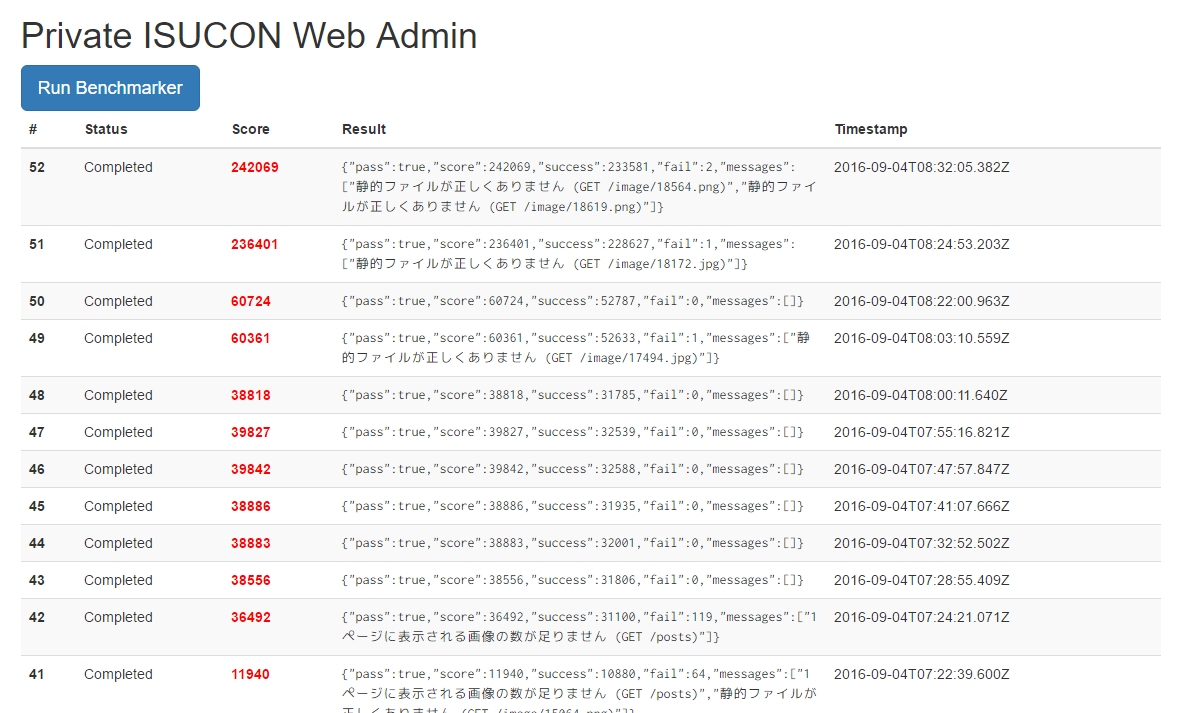 Private ISUCON Web Admin
Run Benchmarker
# Status Score Result Timestamp
52 Completed 242069 {"pass":true,"score":242069,"success":233581,"fail":2,"messages": 2016-09-04T08:32:05.382Z
["静的ファイルが正しくありません (GET /image/18564.png)","静的ファイ
ルが正しくありません (GET /image/18619.png)"]}
51 Completed 236401 {"pass":true,"score":236401,"success":228627,"fail":1,"messages": 2016-09-04T08:24:53.203Z
["静的ファイルが正しくありません (GET /image/18172.jpg)"]}
50 Completed 60724 {"pass":true,"score":60724,"success":52787,"fail":0,"messages":[]} 2016-09-04T08:22:00.963Z
49 Completed 60361 {"pass":true,"score":60361,"success":52633,"fail":1,"messages":["静 2016-09-04T08:03:10.559Z
的ファイルが正しくありません (GET /image/17494.jpg)"]}
48 Completed 38818 {"pass":true,"score":38818,"success":31785,"fail":0,"messages":[]} 2016-09-04T08:00:11.640Z
47 Completed 39827 {"pass":true,"score":39827,"success":32539,"fail":0,"messages":[]} 2016-09-04T07:55:16.821Z
46 Completed 39842 {"pass":true,"score":39842,"success":32588,"fail":0,"messages":[]} 2016-09-04T07:47:57.847Z
45 Completed 38886 {"pass":true,"score":38886,"success":31935,"fail":0,"messages":[]} 2016-09-04T07:41:07.666Z
44 Completed 38883 {"pass":true,"score":38883,"success":32001,"fail":0,"messages":[]} 2016-09-04T07:32:52.502Z
43 Completed 38556 {"pass":true,"score":38556,"success":31806,"fail":0,"messages":[]} 2016-09-04T07:28:55.409Z
42 Completed 36492 {"pass":true,"score":36492,"success":31100,"fail":119,"messages":["1 2016-09-04T07:24:21.071Z
ページに表示される画像の数が足りません (GET /posts)"]}
41 Completed 11940 {"pass":true,"score":11940,"success":10880,"fail":64,"messages":["1 2016-09-04T07:22:39.600Z
ページに表示される画像の数が足りません (GET /posts)","静的ファイルが
正しくありません (GET /image/15064.png)"]}